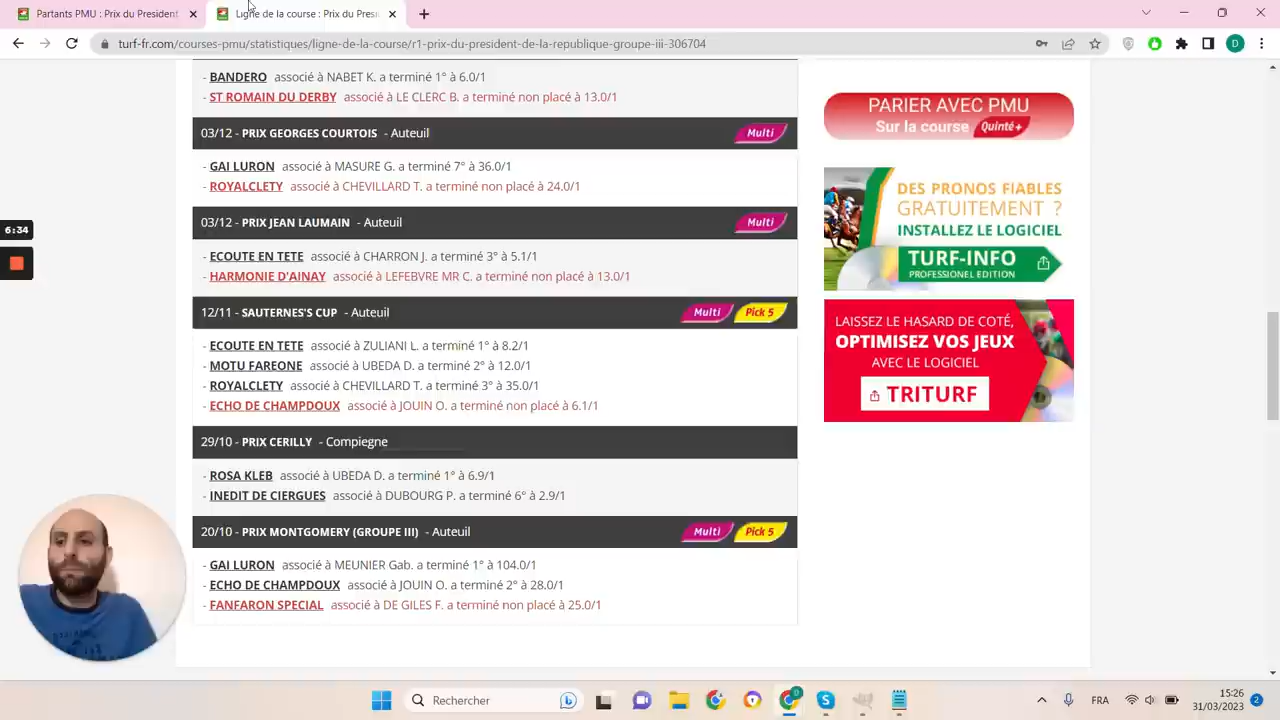 Partants PMU : Prix du Presi
Ligne de la course : Prix du Presi
turf-fr.com/courses-pmu/statistiques/ligne-de-la-course/r1-prix-du-president-de-la-republique-groupe-iii-306704
D
- BANDERO associé à NABET K. a terminé 1° à 6.0/1
- ST ROMAIN DU DERBY associé à LE CLERC B. a terminé non placé à 13.0/1
03/12 - PRIX GEORGES COURTOIS - Auteuil Multi
- GAI LURON associé à MASURE G. a terminé 7° à 36.0/1
- ROYALCLETY associé à CHEVILLARD T. a terminé non placé à 24.0/1
03/12 - PRIX JEAN LAUMAIN - Auteuil Multi
- ECOUTE EN TETE associé à CHARRON J. a terminé 3° à 5.1/1
- HARMONIE D'AINAY associé à LEFEBVRE MR C. a terminé non placé à 13.0/1
12/11 - SAUTERNES'S CUP - Auteuil Multi Pick 5
- ECOUTE EN TETE associé à ZULIANI L. a terminé 1° à 8.2/1
- MOTU FAREONE associé à UBEDA D. a terminé 2° à 12.0/1
- ROYALCLETY associé à CHEVILLARD T. a terminé 3° à 35.0/1
- ECHO DE CHAMPDOUX associé à JOUIN O. a terminé non placé à 6.1/1
29/10 - PRIX CERILLY - Compiegne
- ROSA KLEB associé à UBEDA D. a terminé 1° à 6.9/1
- INEDIT DE CIERGUES associé à DUBOURG P. a terminé 6° à 2.9/1
20/10 - PRIX MONTGOMERY (GROUPE III) - Auteuil Multi Pick 5
- GAI LURON associé à MEUNIER Gab. a terminé 1° à 104.0/1
- ECHO DE CHAMPDOUX associé à JOUIN O. a terminé 2° à 28.0/1
- FANFARON SPECIAL associé à DE GILES F. a terminé non placé à 25.0/1
PARIER AVEC PMU
Sur la course Quinté+
DES PRONOS FIABLES
GRATUITEMENT ?
INSTALLEZ LE LOGICIEL
TURF-INFO
PROFESSIONEL EDITION
LAISSEZ LE HASARD DE COTÉ,
OPTIMISEZ VOS JEUX
AVEC LE LOGICIEL
TRITURF
6:34
Rechercher
FRA
15:26
31/03/2023
2